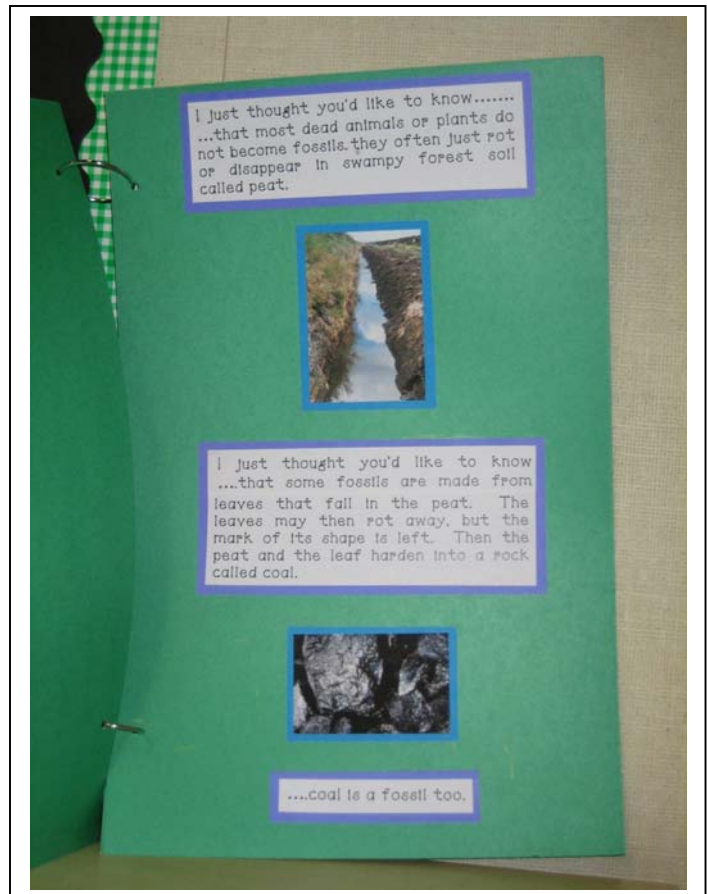 I just thought you'd like to know.......
...that most dead animals or plants do
not become fossils, they often just rot
or disappear in swampy forest soil
called peat.
I just thought you'd like to know
....that some fossils are made from
leaves that fall in the peat. The
leaves may then rot away, but the
mark of its shape is left. Then the
peat and the leaf harden into a rock
called coal.
....coal is a fossil too.